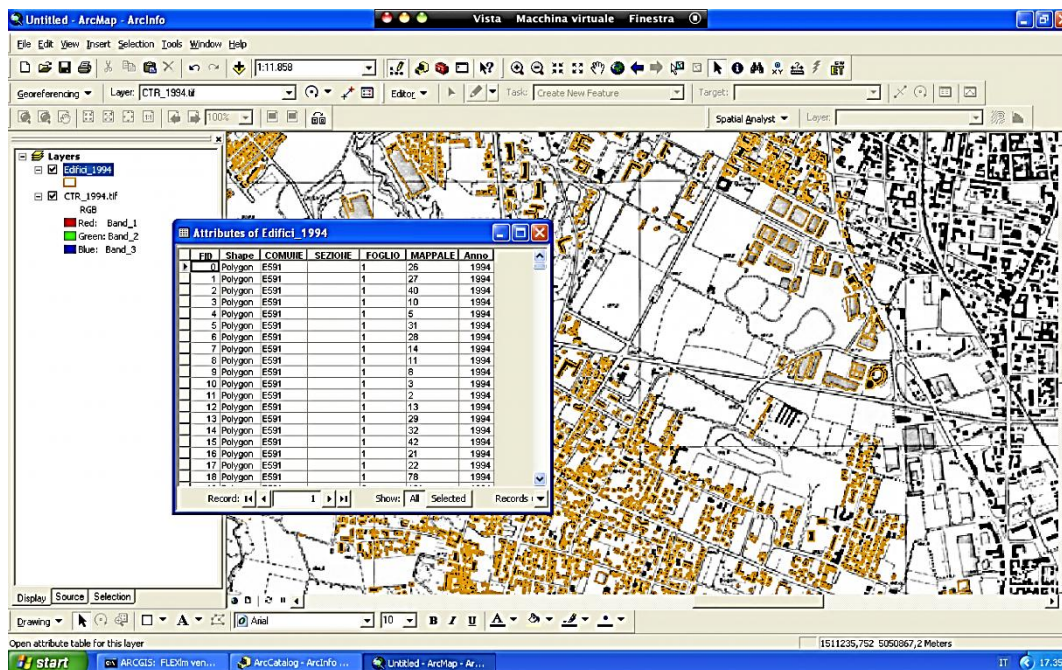 Untitled - ArcMap - ArcInfo
Vista Macchina virtuale Finestra
File Edit View Insert Selection Tools Window Help
1:11.858
Georeferencing Layer: CTR_1994.tif Editor Task: Create New Feature Target:
100% Spatial Analyst Layer:
Layers
Edifici_1994
CTR_1994.tif
RGB
Red: Band_1
Green: Band_2
Blue: Band_3
Attributes of Edifici_1994
FID Shape COMUNE SEZIONE FOGLIO MAPPALE Anno
0 Polygon E591 1 26 1994
1 Polygon E591 1 27 1994
2 Polygon E591 1 40 1994
3 Polygon E591 1 10 1994
4 Polygon E591 1 5 1994
5 Polygon E591 1 31 1994
6 Polygon E591 1 28 1994
7 Polygon E591 1 14 1994
8 Polygon E591 1 11 1994
9 Polygon E591 1 8 1994
10 Polygon E591 1 3 1994
11 Polygon E591 1 2 1994
12 Polygon E591 1 13 1994
13 Polygon E591 1 29 1994
14 Polygon E591 1 32 1994
15 Polygon E591 1 42 1994
16 Polygon E591 1 21 1994
17 Polygon E591 1 22 1994
18 Polygon E591 1 78 1994
Record: 1 Show: All Selected Records
Display Source Selection
Drawing A Arial 10 B I U A
Open attribute table for this layer
1511235,752 5050867,2 Meters
start ARCGIS: FLEXlm ven... ArcCatalog - ArcInfo ... Untitled - ArcMap - Ar... IT 17.39